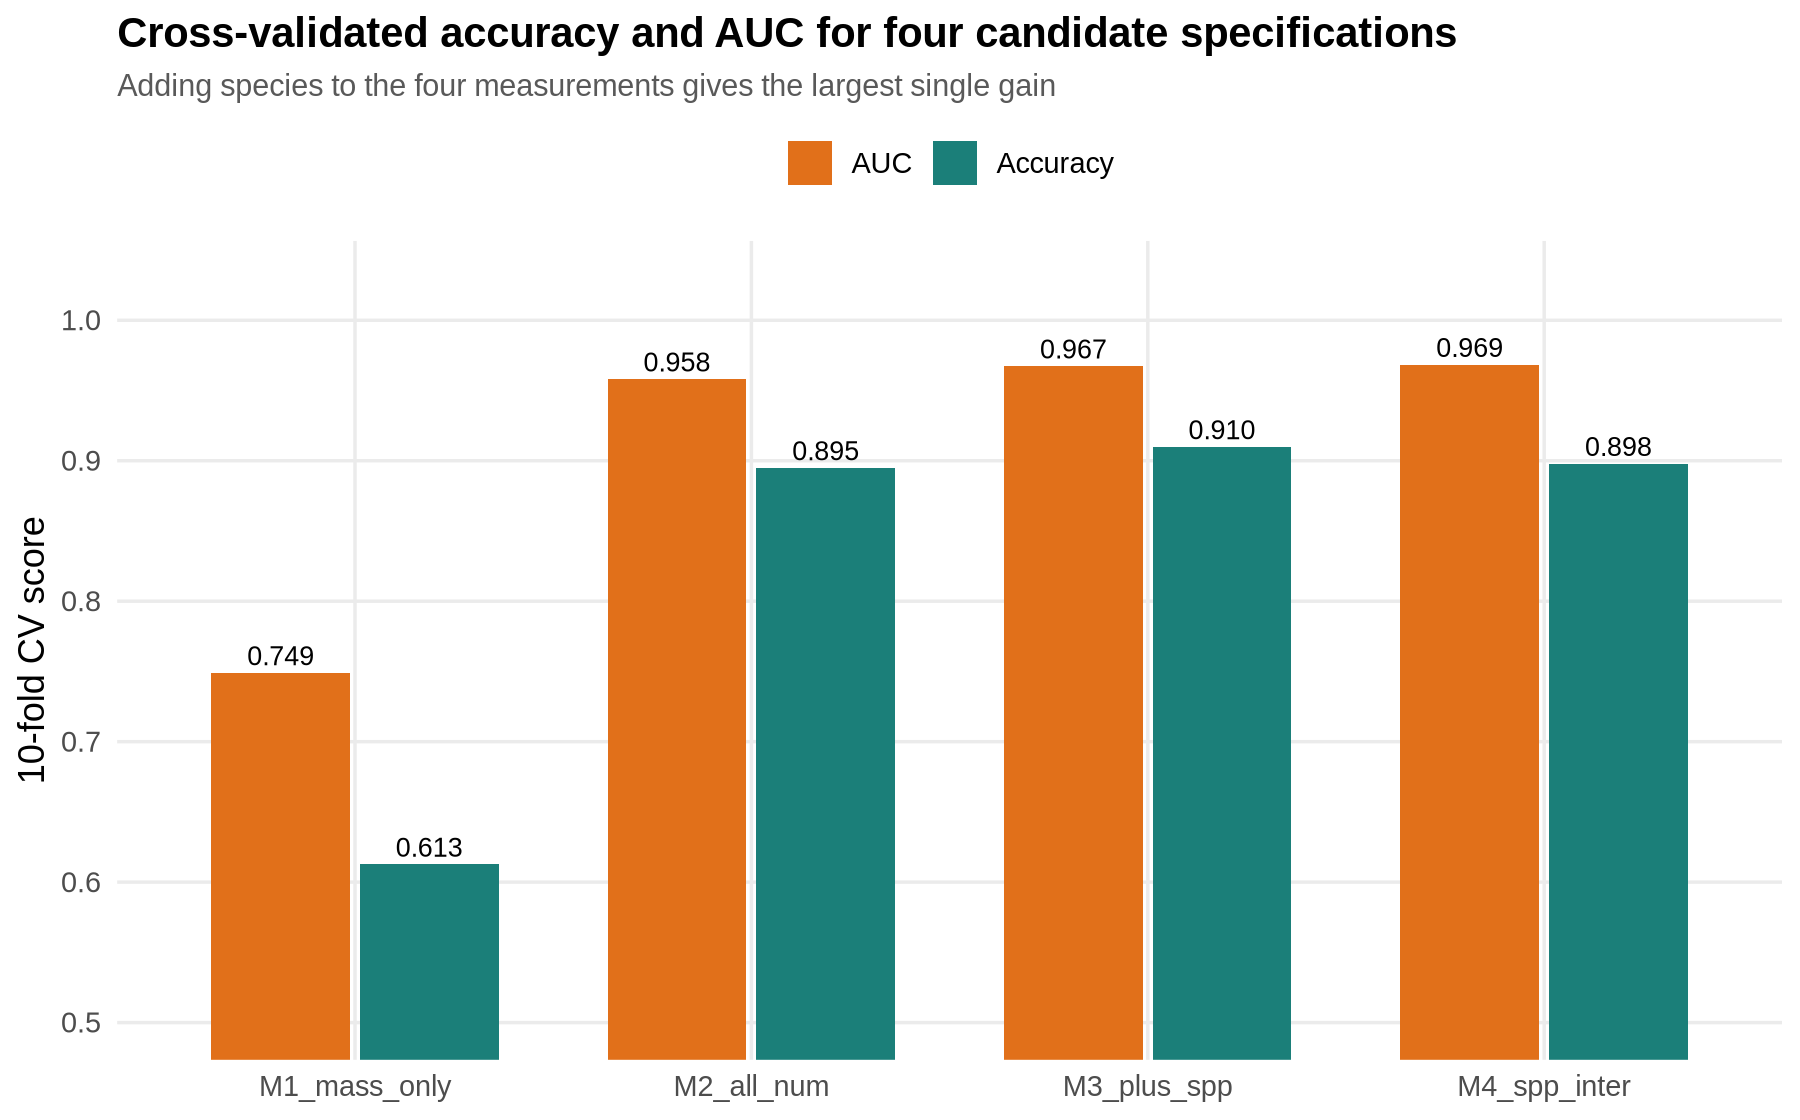 Cross-validated accuracy and AUC for four candidate specifications
Adding species to the four measurements gives the largest single gain
AUC
Accuracy
10-fold CV score
1.0
0.9
0.8
0.7
0.6
0.5
0.749
0.613
0.958
0.895
0.967
0.910
0.969
0.898
M1_mass_only
M2_all_num
M3_plus_spp
M4_spp_inter